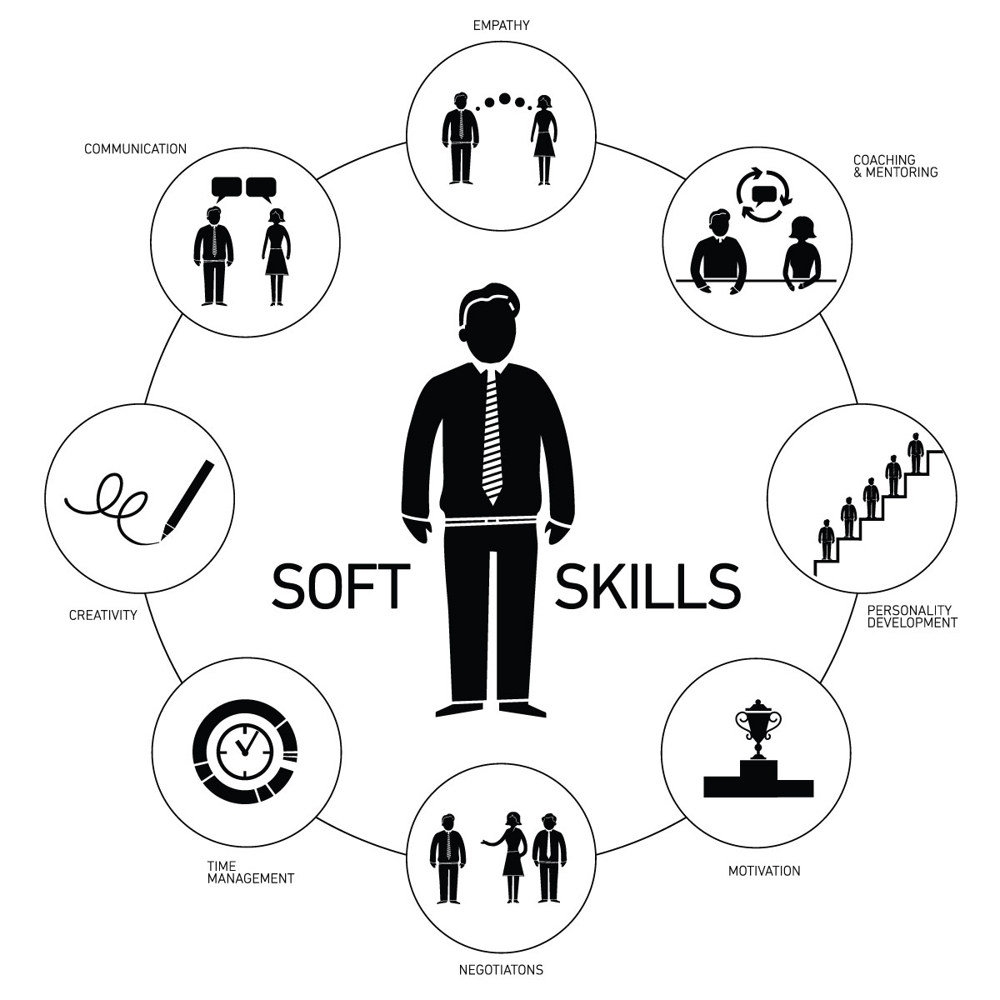 EMPATHY
COMMUNICATION
COACHING
& MENTORING
SOFT SKILLS
CREATIVITY
PERSONALITY
DEVELOPMENT
TIME
MANAGEMENT
MOTIVATION
NEGOTIATONS